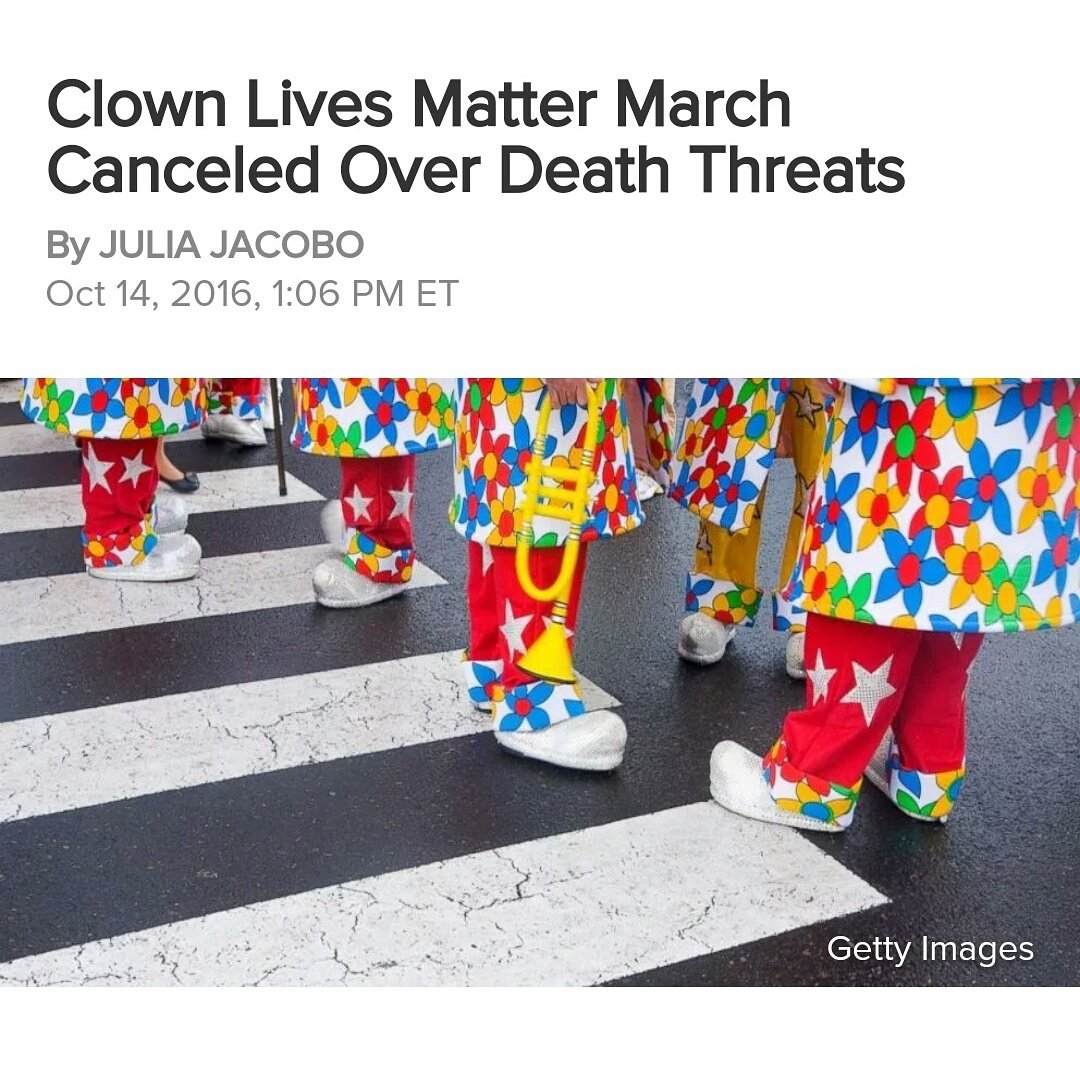 Clown Lives Matter March
Canceled Over Death Threats
By JULIA JACOBO
Oct 14, 2016, 1:06 PM ET
Getty Images